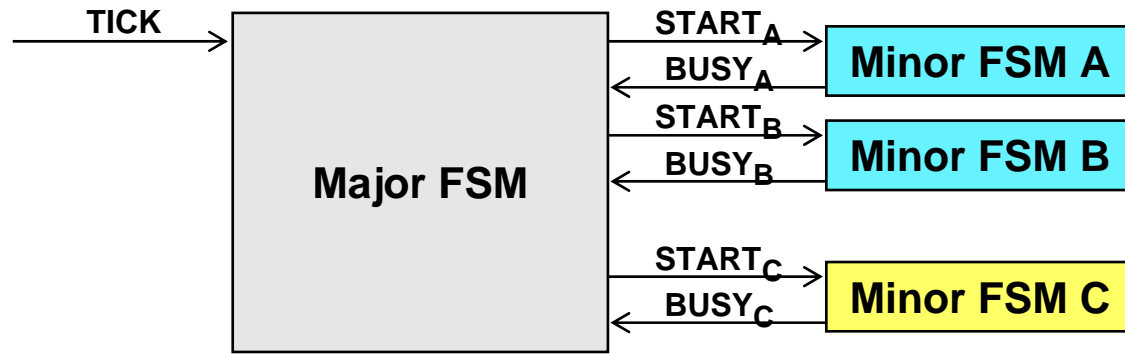 TICK
START_A
Minor FSM A
BUSY_A
START_B
Minor FSM B
BUSY_B
Major FSM
START_C
Minor FSM C
BUSY_C